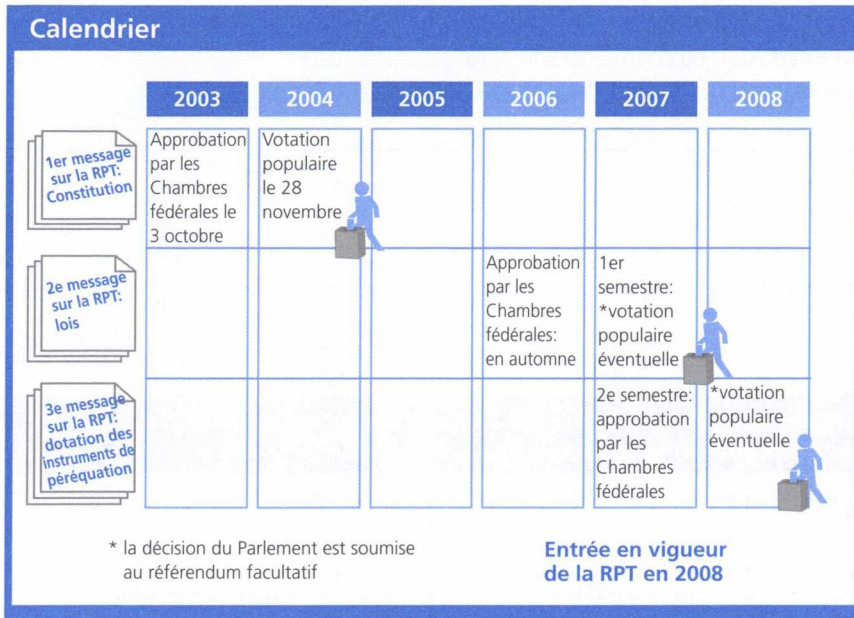 Calendrier
2003 2004 2005 2006 2007 2008
1er message
sur la RPT:
Constitution
Approbation
par les
Chambres
fédérales le
3 octobre
Votation
populaire
le 28
novembre
2e message
sur la RPT:
lois
Approbation
par les
Chambres
fédérales:
en automne
1er
semestre:
*votation
populaire
éventuelle
3e message
sur la RPT:
dotation des
instruments de
péréquation
2e semestre:
approbation
par les
Chambres
fédérales
*votation
populaire
éventuelle
* la décision du Parlement est soumise
au référendum facultatif
Entrée en vigueur
de la RPT en 2008